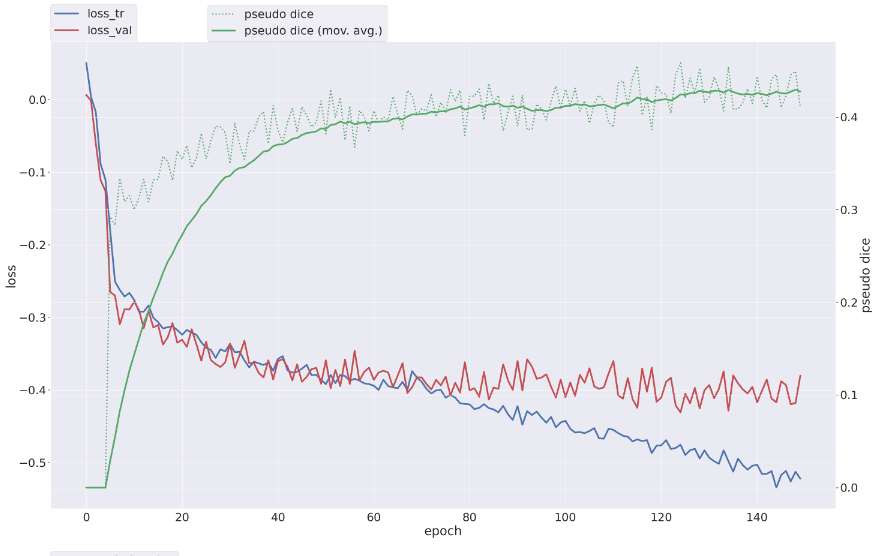 loss_tr
loss_val
pseudo dice
pseudo dice (mov. avg.)
0.0
−0.1
−0.2
−0.3
−0.4
−0.5
loss
0.4
0.3
0.2
0.1
0.0
pseudo dice
0 20 40 60 80 100 120 140
epoch